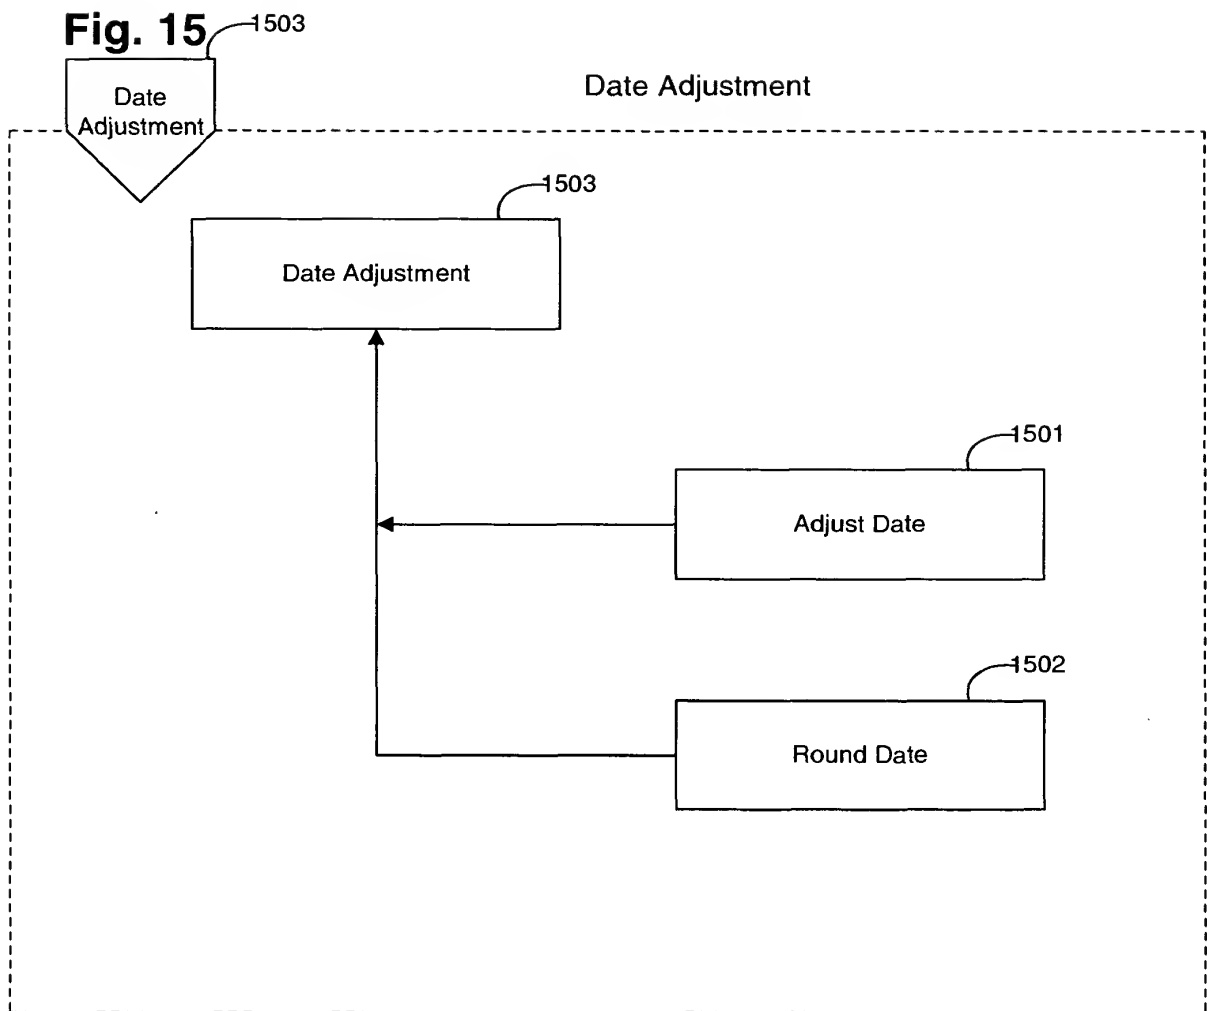 Fig. 15
1503
Date
Adjustment
Date Adjustment
1503
Date Adjustment
1501
Adjust Date
1502
Round Date